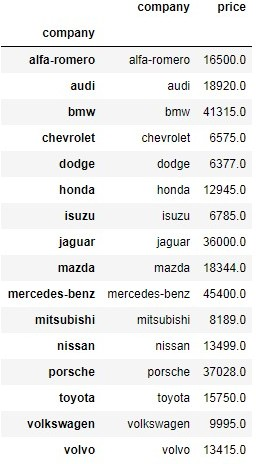 company price
company
alfa-romero alfa-romero 16500.0
audi audi 18920.0
bmw bmw 41315.0
chevrolet chevrolet 6575.0
dodge dodge 6377.0
honda honda 12945.0
isuzu isuzu 6785.0
jaguar jaguar 36000.0
mazda mazda 18344.0
mercedes-benz mercedes-benz 45400.0
mitsubishi mitsubishi 8189.0
nissan nissan 13499.0
porsche porsche 37028.0
toyota toyota 15750.0
volkswagen volkswagen 9995.0
volvo volvo 13415.0